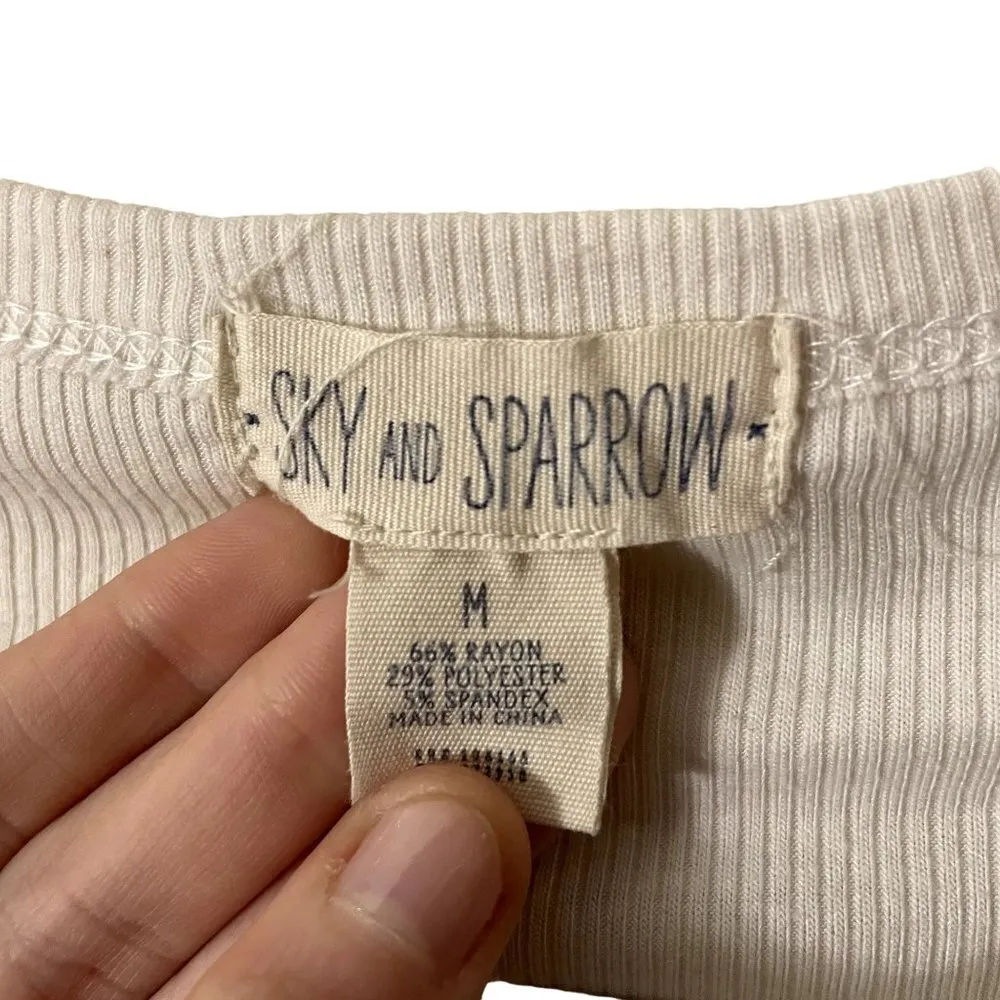 SKY AND SPARROW
M
66% RAYON
29% POLYESTER
5% SPANDEX
MADE IN CHINA